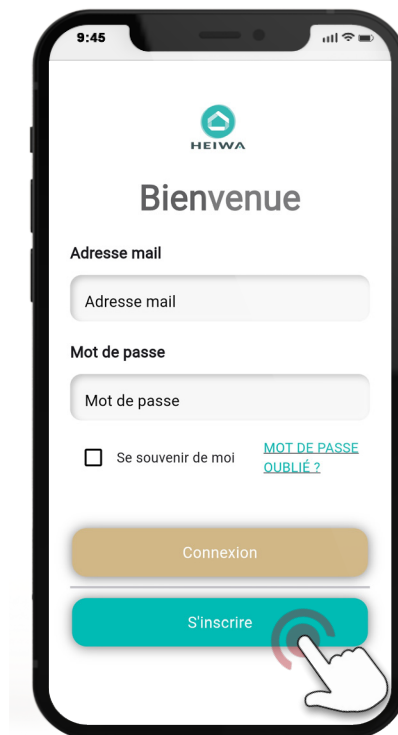 9:45
HEIWA
Bienvenue
Adresse mail
Adresse mail
Mot de passe
Mot de passe
Se souvenir de moi
MOT DE PASSE
OUBLIÉ ?
Connexion
S'inscrire